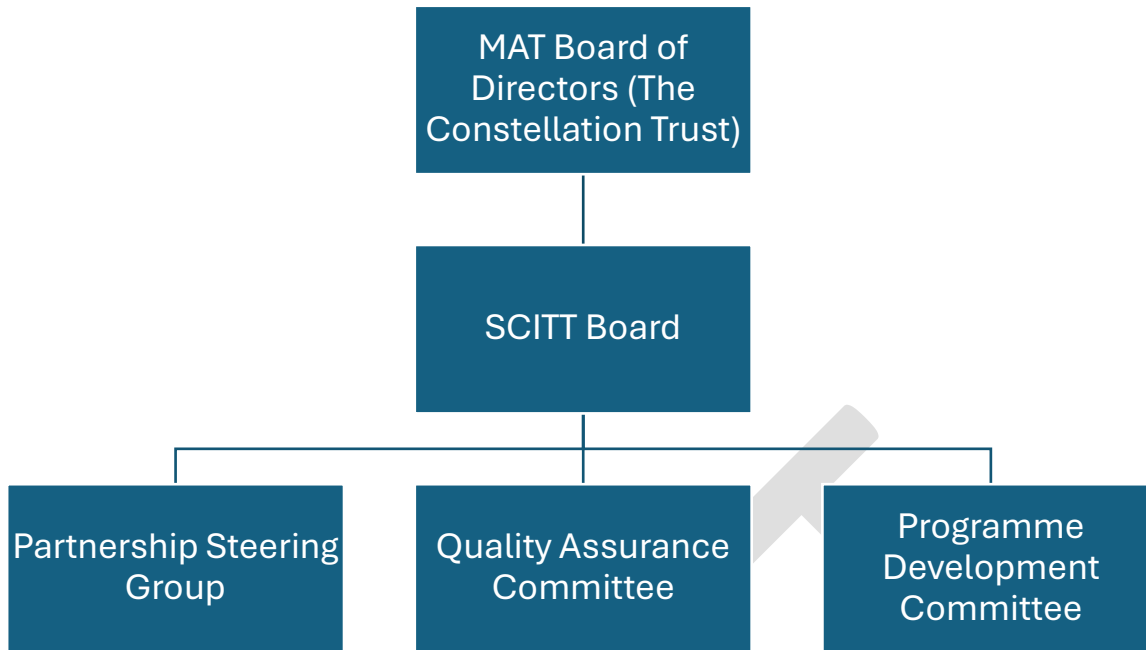 MAT Board of
Directors (The
Constellation Trust)
SCITT Board
Partnership Steering
Group
Quality Assurance
Committee
Programme
Development
Committee